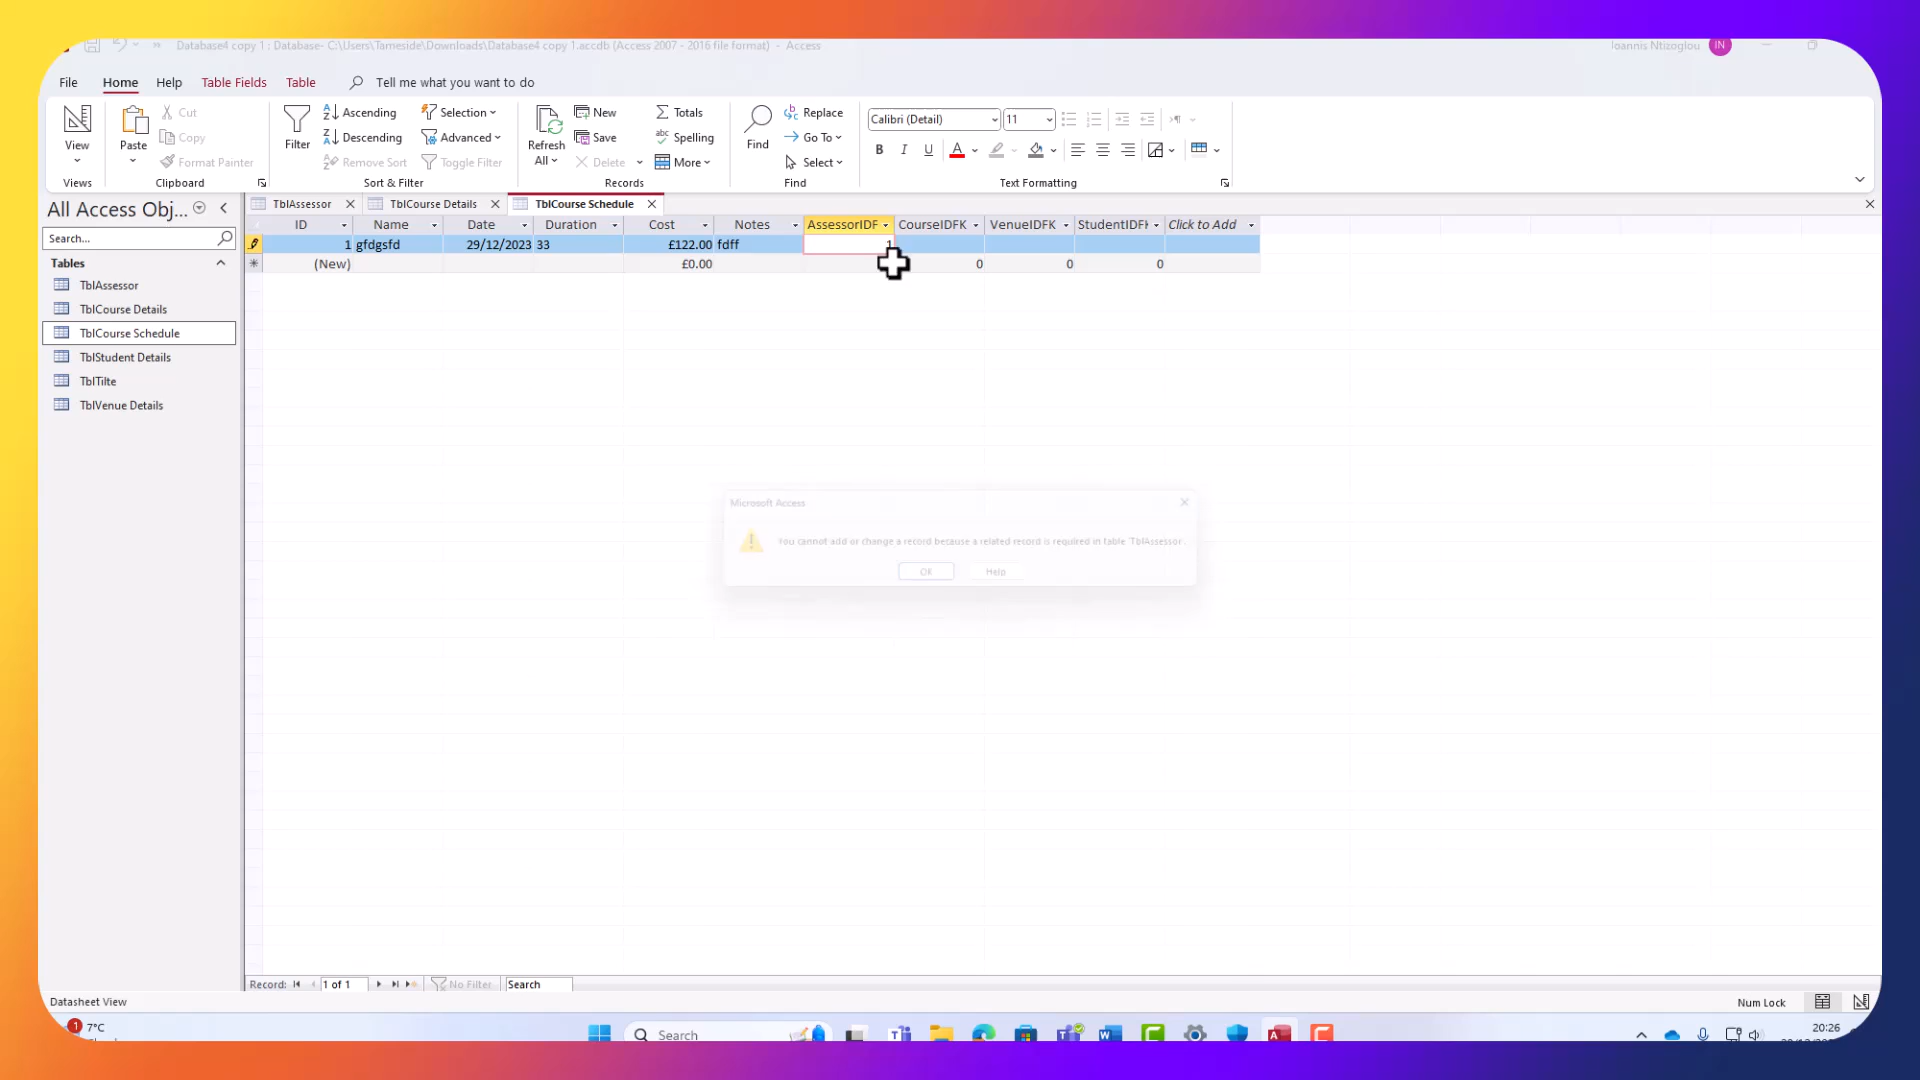 Database4 copy 1 : Database- C:\Users\Tameside\Downloads\Database4 copy 1.accdb (Access 2007 - 2016 file format) - Access
Ioannis Ntizoglou
IN
File Home Help Table Fields Table Tell me what you want to do
View
Views
Paste
Cut
Copy
Format Painter
Clipboard
Filter
Ascending
Descending
Remove Sort
Selection
Advanced
Toggle Filter
Sort & Filter
Refresh
All
New
Save
Delete
Totals
Spelling
More
Records
Find
Replace
Go To
Select
Find
Calibri (Detail) 11
B I U A
Text Formatting
All Access Obj...
Search...
Tables
TblAssessor
TblCourse Details
TblCourse Schedule
TblStudent Details
TblTilte
TblVenue Details
TblAssessor TblCourse Details TblCourse Schedule
ID Name Date Duration Cost Notes AssessorIDF CourseIDFK VenueIDFK StudentIDFK Click to Add
1 gfdgsfd 29/12/2023 33 £122.00 fdff 1
(New) £0.00 0 0 0
Microsoft Access
You cannot add or change a record because a related record is required in table 'TblAssessor'.
OK Help
Record: 1 of 1 No Filter Search
Datasheet View
Num Lock
1
7°C
Search
20:26